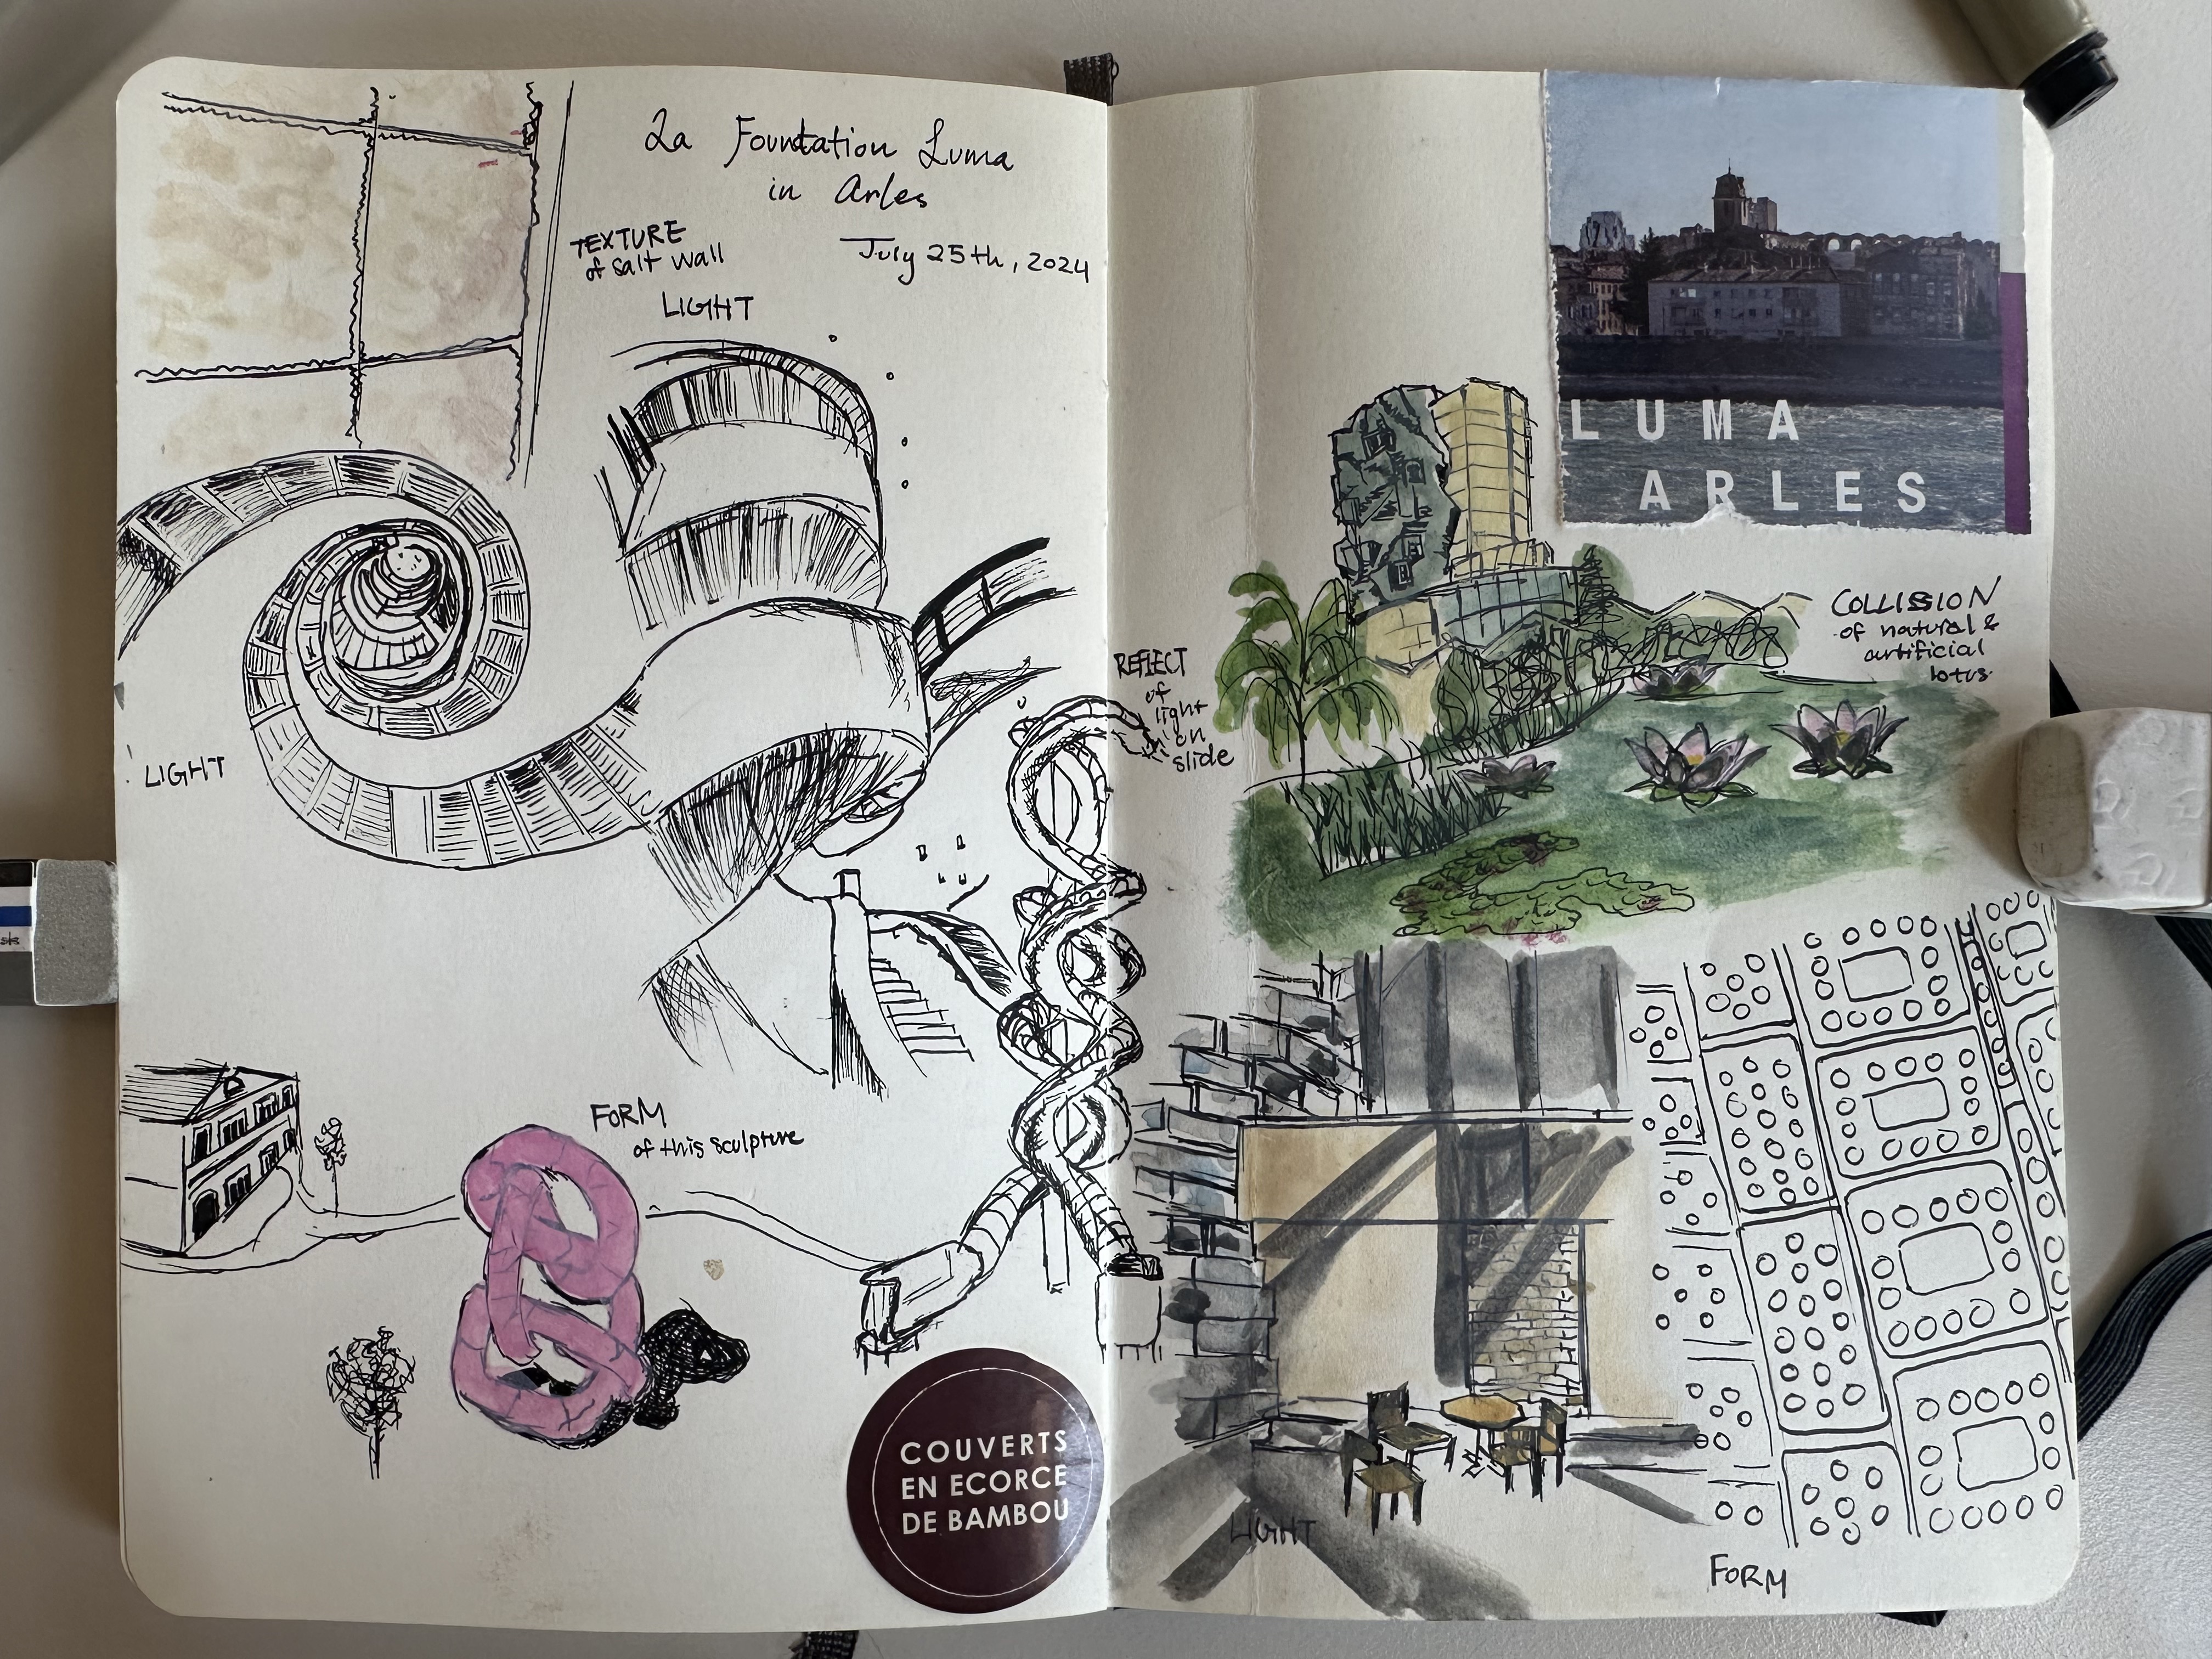 La Foundation Luma
in Arles
July 25th, 2024
TEXTURE
of salt wall
LIGHT
LIGHT
FORM
of this sculpture
COUVERTS
EN ECORCE
DE BAMBOU
REFLECT
of
light
on
slide
LUMA
ARLES
COLLISION
of natural &
artificial
lotus
LIGHT
FORM